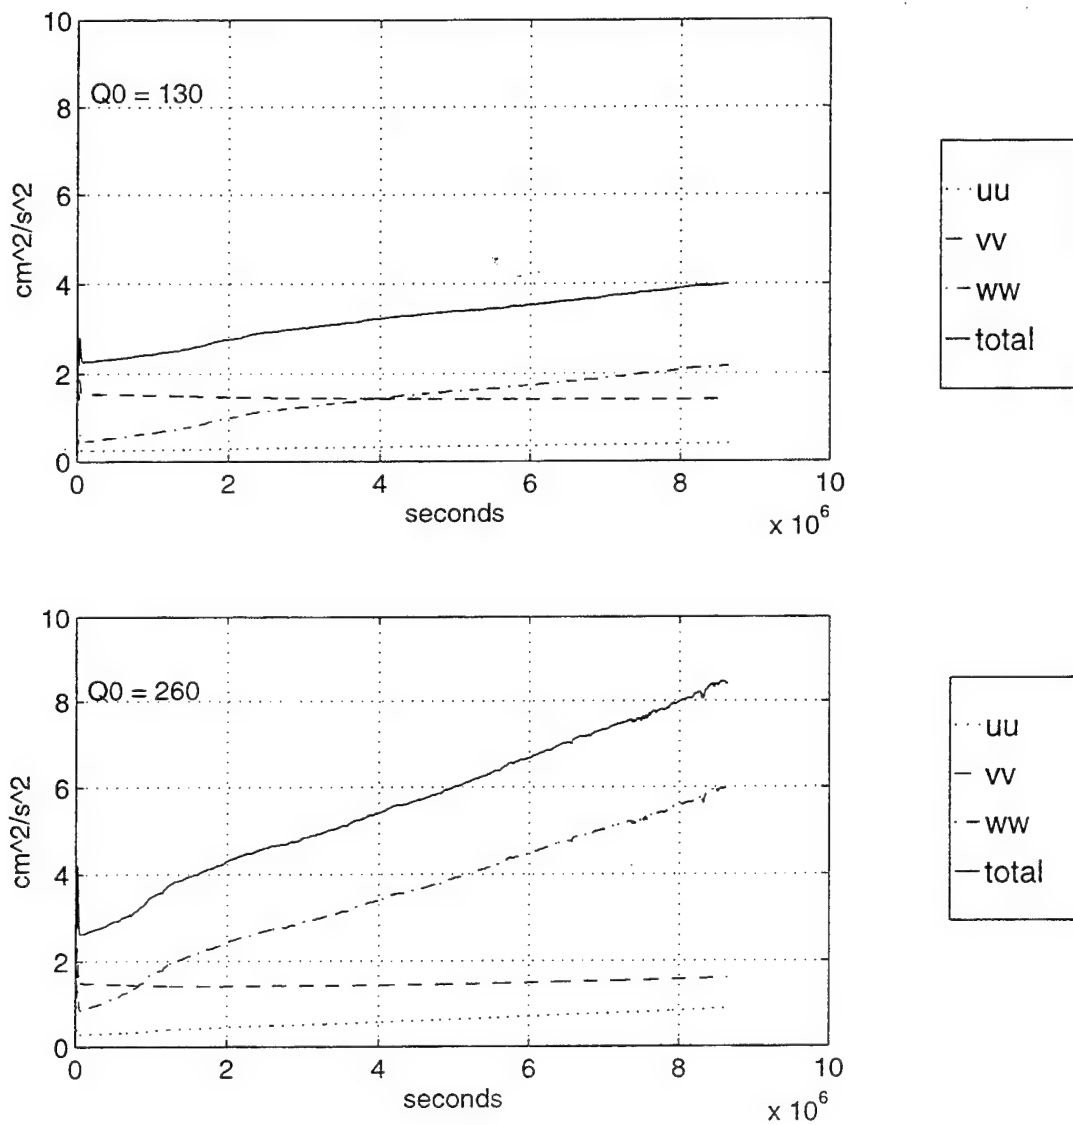 10
8
6
4
2
0
cm^2/s^2
Q0 = 130
0 2 4 6 8 10
seconds
x 10^6
uu
vv
ww
total
10
8
6
4
2
0
cm^2/s^2
Q0 = 260
0 2 4 6 8 10
seconds
x 10^6
uu
vv
ww
total